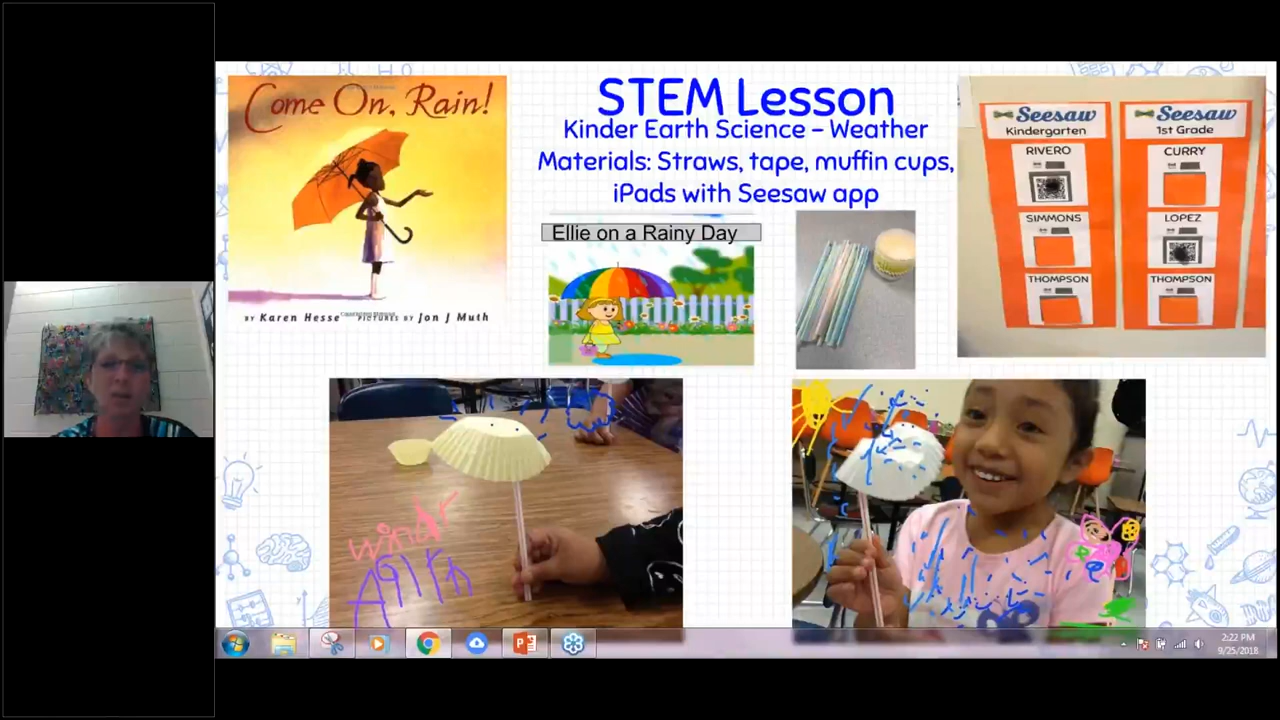 Come On, Rain!
BY Karen Hesse PICTURES BY Jon J Muth
STEM Lesson
Kinder Earth Science - Weather
Materials: Straws, tape, muffin cups,
iPads with Seesaw app
Ellie on a Rainy Day
Seesaw
Kindergarten
RIVERO
SIMMONS
THOMPSON
Seesaw
1st Grade
CURRY
LOPEZ
THOMPSON
2:22 PM
9/25/2018